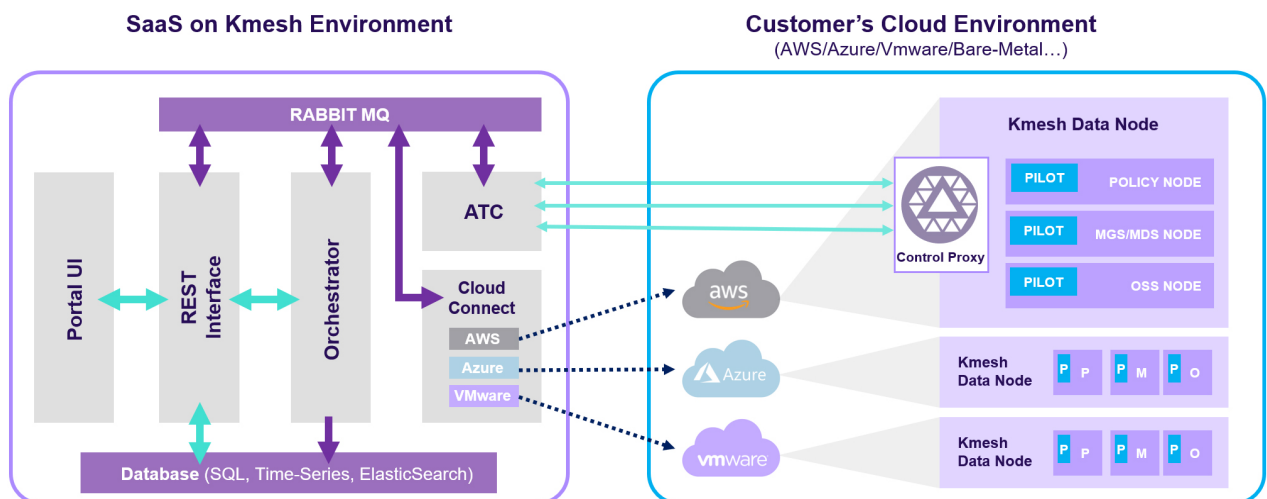 SaaS on Kmesh Environment
Customer's Cloud Environment
(AWS/Azure/Vmware/Bare-Metal…)
RABBIT MQ
Portal UI
REST
Interface
Orchestrator
ATC
Cloud
Connect
AWS
Azure
VMware
Database (SQL, Time-Series, ElasticSearch)
Control Proxy
Kmesh Data Node
PILOT
POLICY NODE
PILOT
MGS/MDS NODE
PILOT
OSS NODE
aws
Azure
vmware
Kmesh
Data Node
P P
P M
P O
Kmesh
Data Node
P P
P M
P O